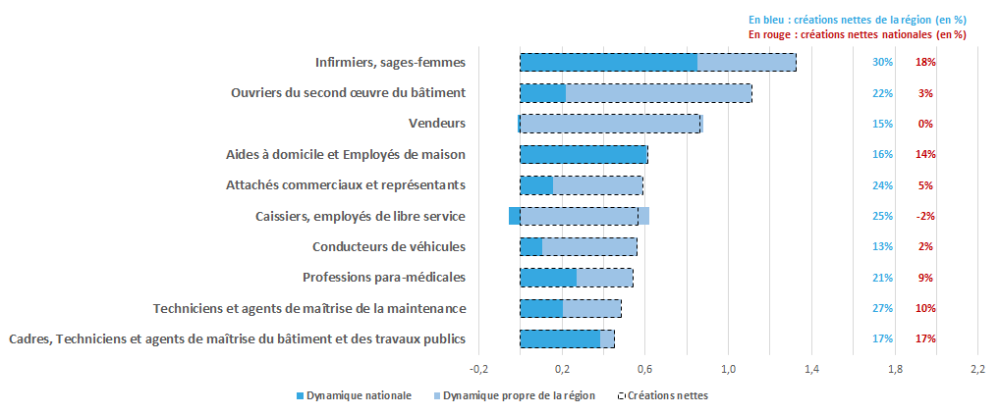 En bleu : créations nettes de la région (en %)
En rouge : créations nettes nationales (en %)
Infirmiers, sages-femmes 30% 18%
Ouvriers du second œuvre du bâtiment 22% 3%
Vendeurs 15% 0%
Aides à domicile et Employés de maison 16% 14%
Attachés commerciaux et représentants 24% 5%
Caissiers, employés de libre service 25% -2%
Conducteurs de véhicules 13% 2%
Professions para-médicales 21% 9%
Techniciens et agents de maîtrise de la maintenance 27% 10%
Cadres, Techniciens et agents de maîtrise du bâtiment et des travaux publics 17% 17%
-0,2 0,2 0,6 1,0 1,4 1,8 2,2
Dynamique nationale Dynamique propre de la région Créations nettes